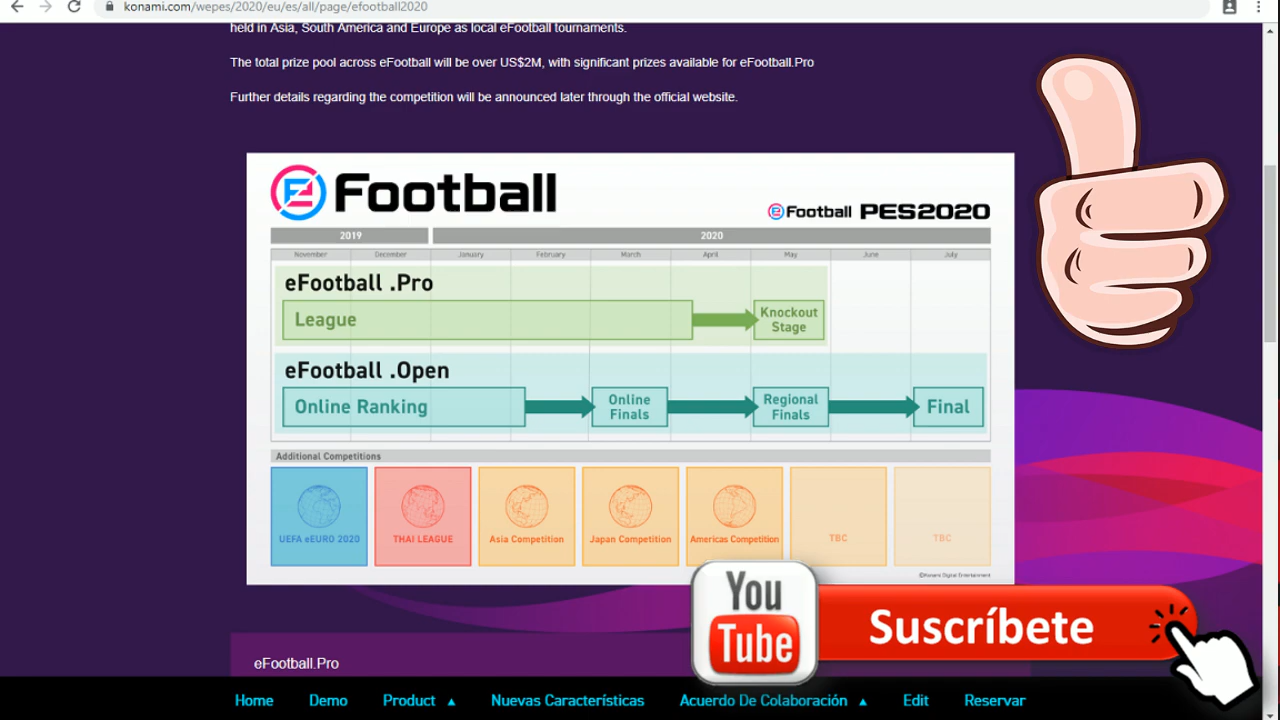 konami.com/wepes/2020/eu/es/all/page/efootball2020
held in Asia, South America and Europe as local eFootball tournaments.
The total prize pool across eFootball will be over US$2M, with significant prizes available for eFootball.Pro
Further details regarding the competition will be announced later through the official website.
eFootball
eFootball PES2020
2019 2020
November December January February March April May June July
eFootball .Pro
League
Knockout
Stage
eFootball .Open
Online Ranking
Online
Finals
Regional
Finals
Final
Additional Competitions
UEFA eEURO 2020 THAI LEAGUE Asia Competition Japan Competition Americas Competition TBC TBC
©Konami Digital Entertainment
You
Tube
Suscríbete
eFootball.Pro
Home Demo Product ▲ Nuevas Características Acuerdo De Colaboración ▲ Edit Reservar